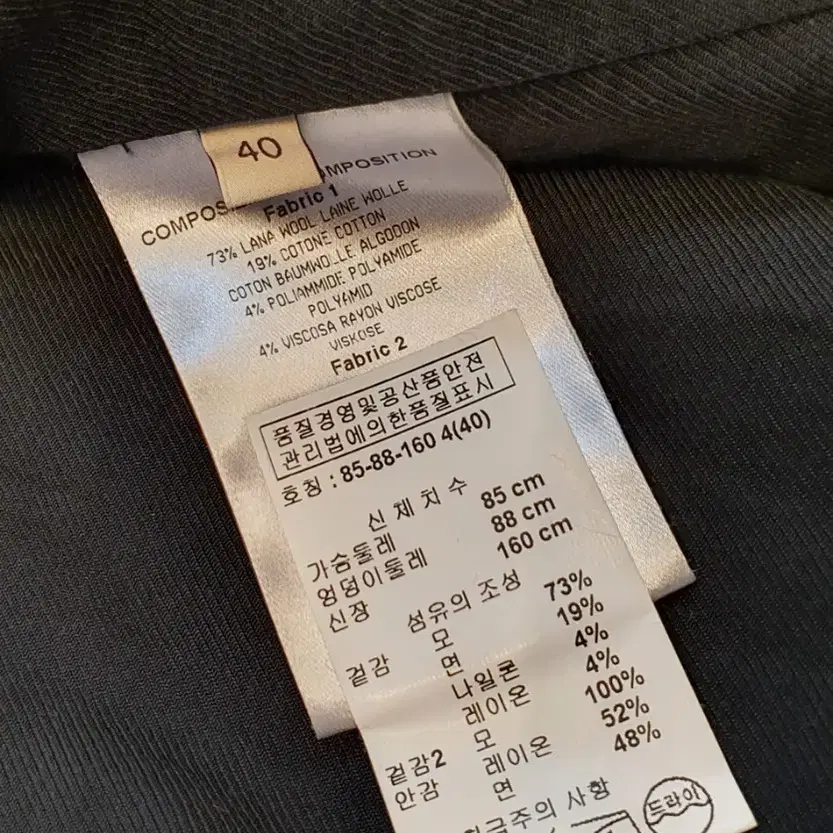 40
COMPOS MPOSITION
Fabric 1
73% LANA WOOL LAINE WOLLE
19% COTONE COTTON
COTON BAUMWOLLE ALGODON
4% POLIAMMIDE POLYAMIDE
POLYAMID
4% VISCOSA RAYON VISCOSE
VISKOSE
Fabric 2
품질경영및공산품안전
관리법에의한품질표시
호칭 : 85-88-160 4(40)
신체치수
가슴둘레 85 cm
엉덩이둘레 88 cm
신장 160 cm
섬유의 조성
겉감 모 73%
면 19%
나일론 4%
레이온 4%
겉감2 모 100%
안감 레이온 52%
면 48%
취급주의 사항
드라이